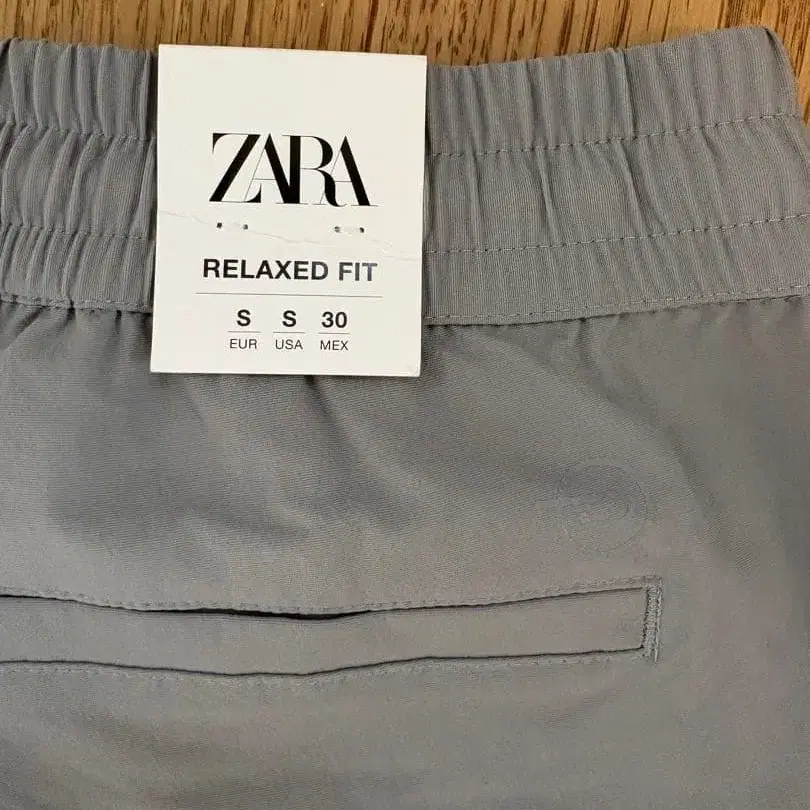 ZARA
RELAXED FIT
S S 30
EUR USA MEX